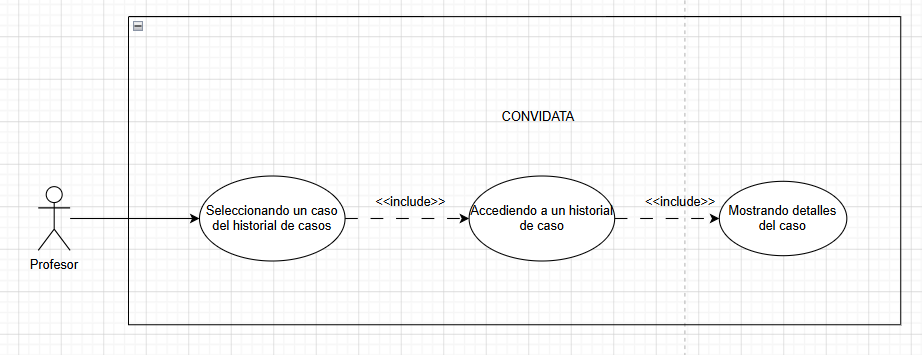 CONVIDATA
<<include>>
<<include>>
Seleccionando un caso
del historial de casos
Accediendo a un historial
de caso
Mostrando detalles
del caso
Profesor